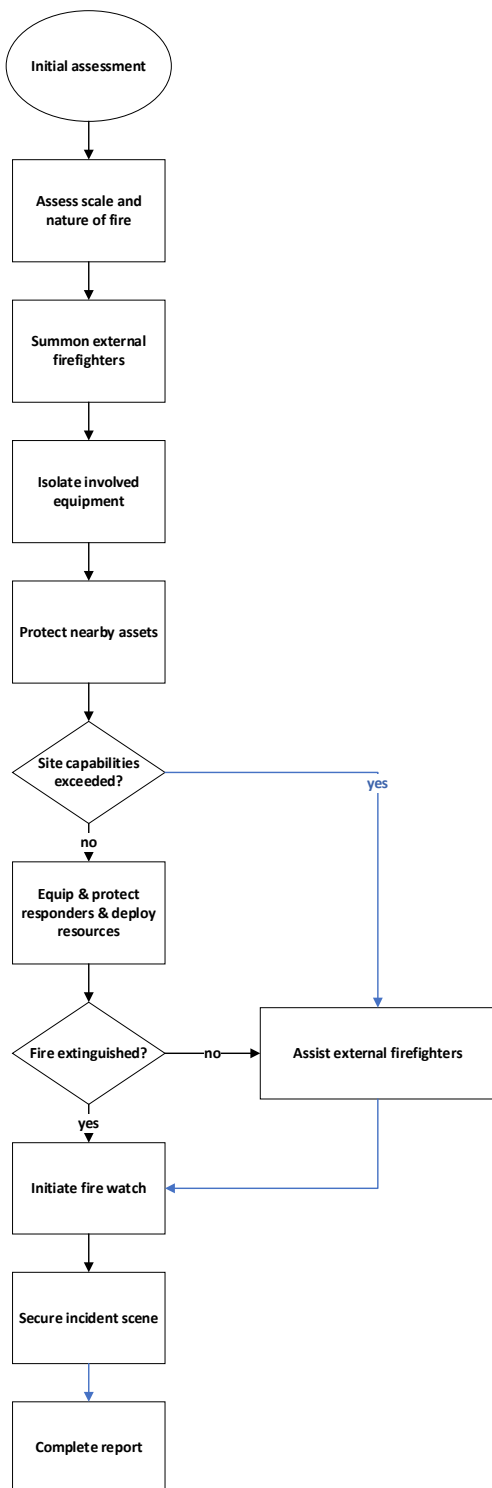 Initial assessment
Assess scale and
nature of fire
Summon external
firefighters
Isolate involved
equipment
Protect nearby assets
Site capabilities
exceeded?
yes
no
Equip & protect
responders & deploy
resources
Fire extinguished?
no
Assist external firefighters
yes
Initiate fire watch
Secure incident scene
Complete report